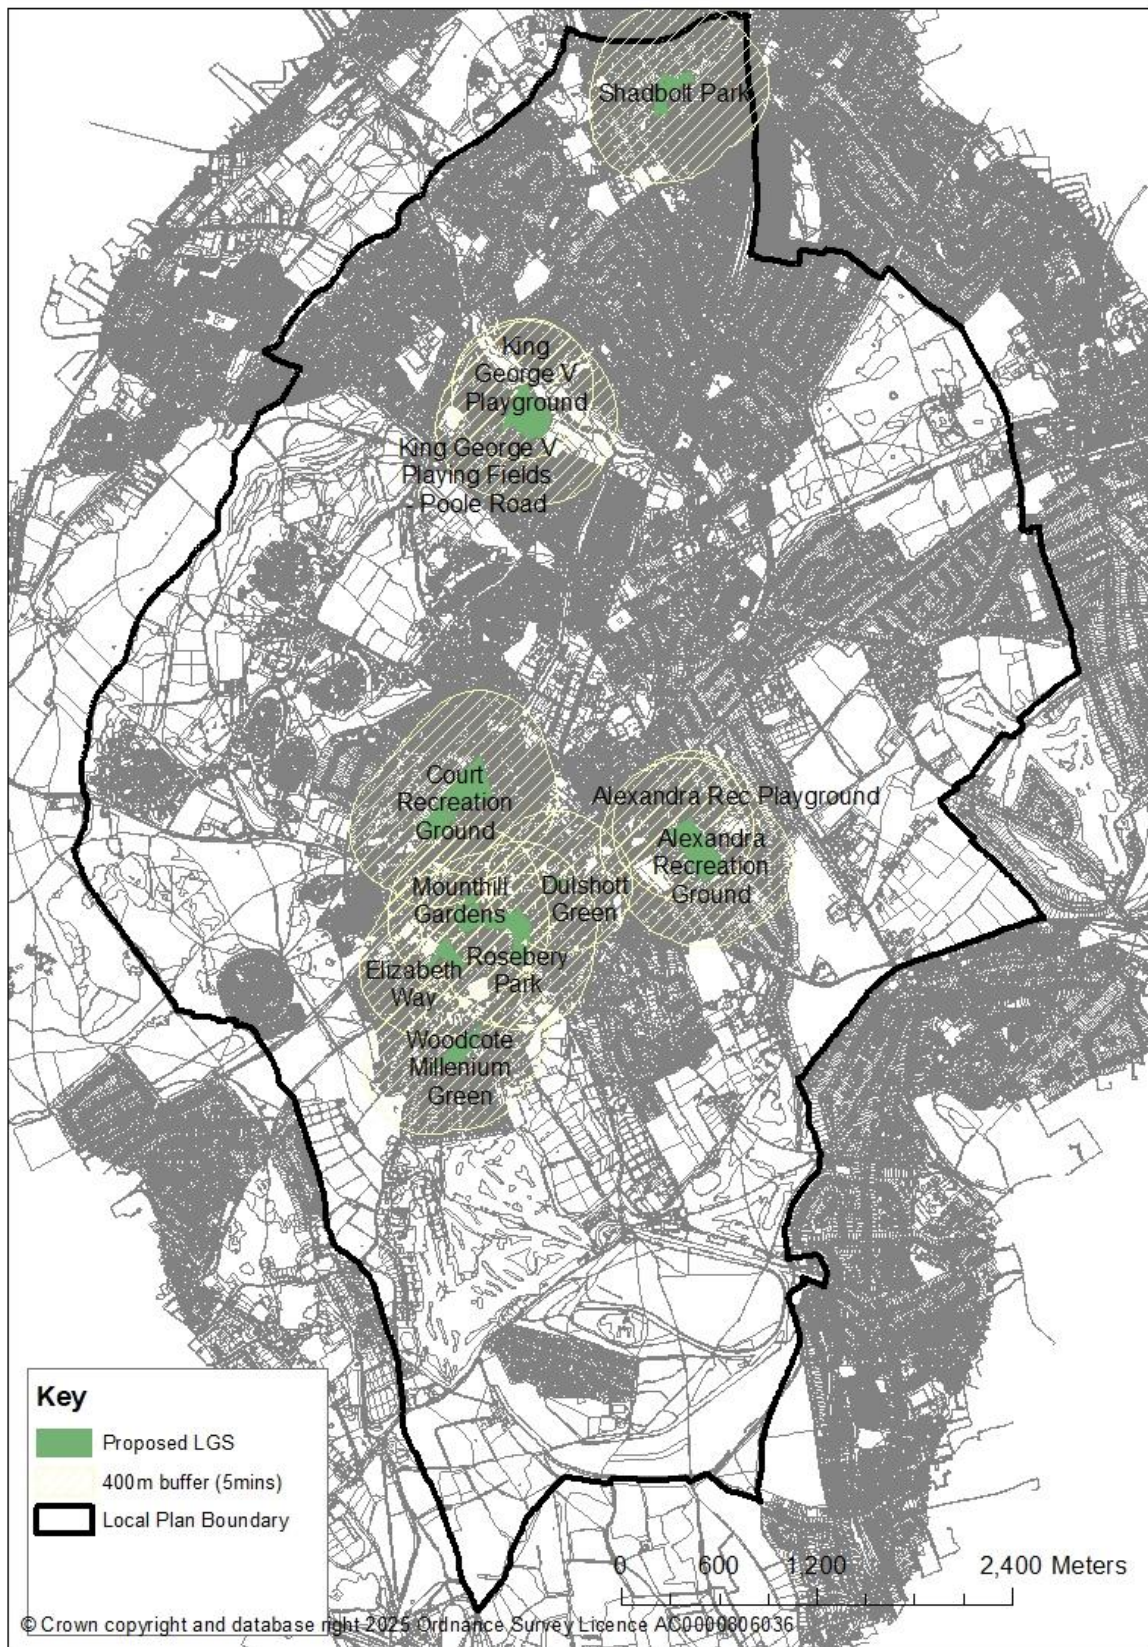 Shadbolt Park
King
George V
Playground
King George V
Playing Fields
- Poole Road
Court
Recreation
Ground
Alexandra Rec Playground
Alexandra
Recreation
Ground
Mounthill
Gardens
Dulshott
Green
Rosebery
Park
Elizabeth
Way
Woodcote
Millenium
Green
Key
Proposed LGS
400m buffer (5mins)
Local Plan Boundary
0 600 1,200 2,400 Meters
© Crown copyright and database right 2025 Ordnance Survey Licence AC0000806036